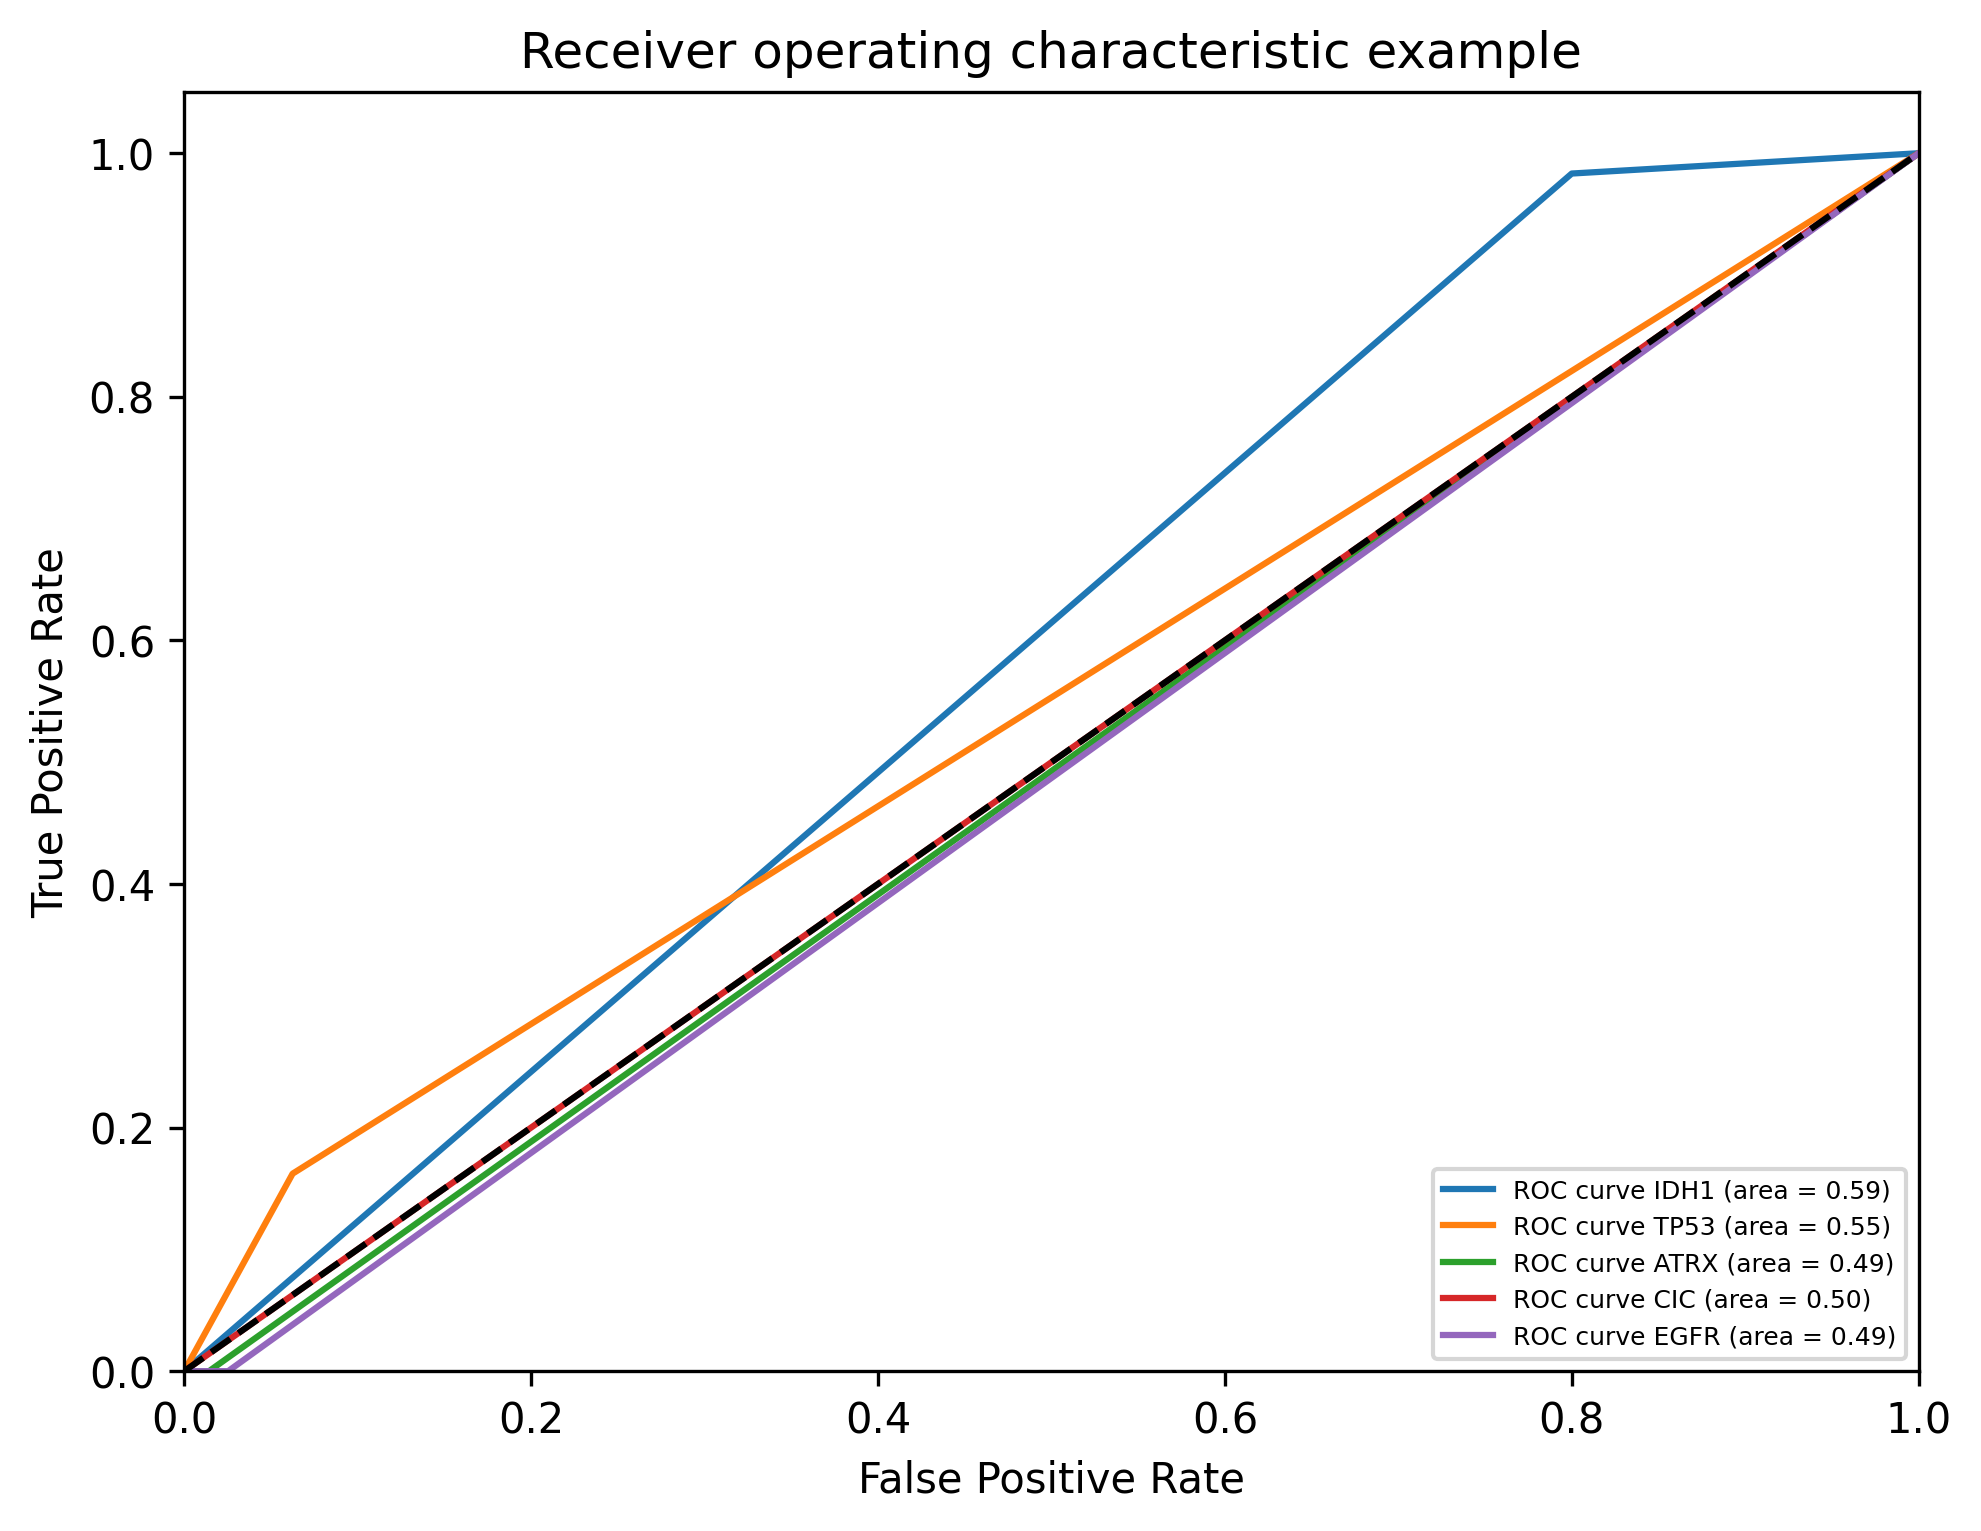 Receiver operating characteristic example
True Positive Rate
1.0
0.8
0.6
0.4
0.2
0.0
0.0 0.2 0.4 0.6 0.8 1.0
False Positive Rate
ROC curve IDH1 (area = 0.59)
ROC curve TP53 (area = 0.55)
ROC curve ATRX (area = 0.49)
ROC curve CIC (area = 0.50)
ROC curve EGFR (area = 0.49)